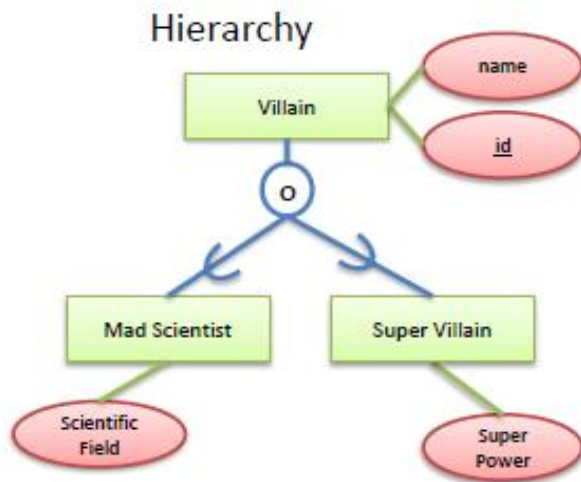 Hierarchy
name
Villain
id
o
Mad Scientist
Super Villain
Scientific
Field
Super
Power